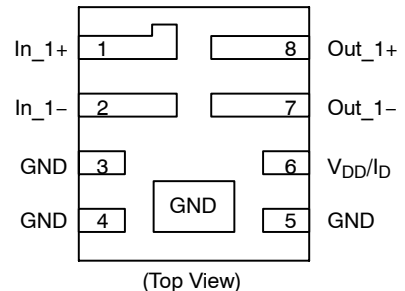 In_1+ 1 8 Out_1+
In_1− 2 7 Out_1−
GND 3 6 VDD/ID
GND 4 GND 5 GND
(Top View)